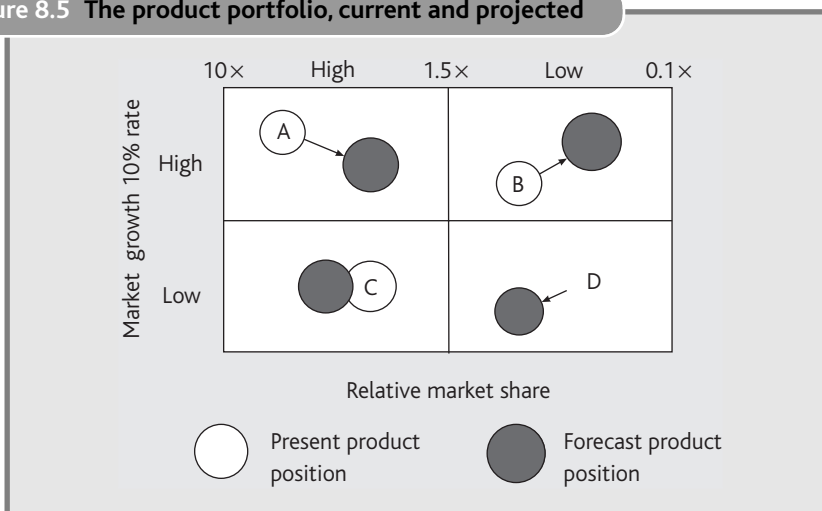 ure 8.5 The product portfolio, current and projected
10× High 1.5× Low 0.1×
Market growth 10% rate
High
A
B
Low
C
D
Relative market share
Present product
position
Forecast product
position